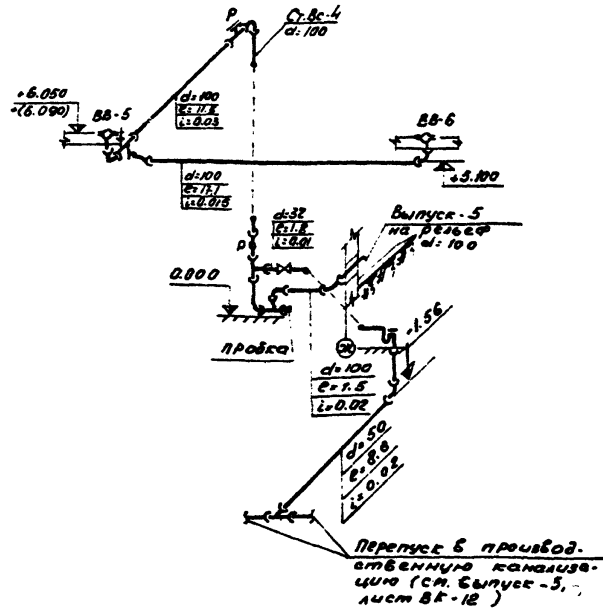 Р
Ст.Вс-4
d=100
+6.050
+(6.090)
ВВ-5
d=100
ℓ=11.8
i=0.03
ВВ-6
d=100
ℓ=17.1
i=0.015
+5.100
d=32
ℓ=1.8
i=0.01
Выпуск-5
на рельеф
d=100
Р
0.000
пробка
Ж
-1.56
d=100
ℓ=1.5
i=0.02
d=50
ℓ=8.8
i=0.02
Перепуск в производ-
ственную канализа-
цию (см. выпуск-3,
лист ВК-12)